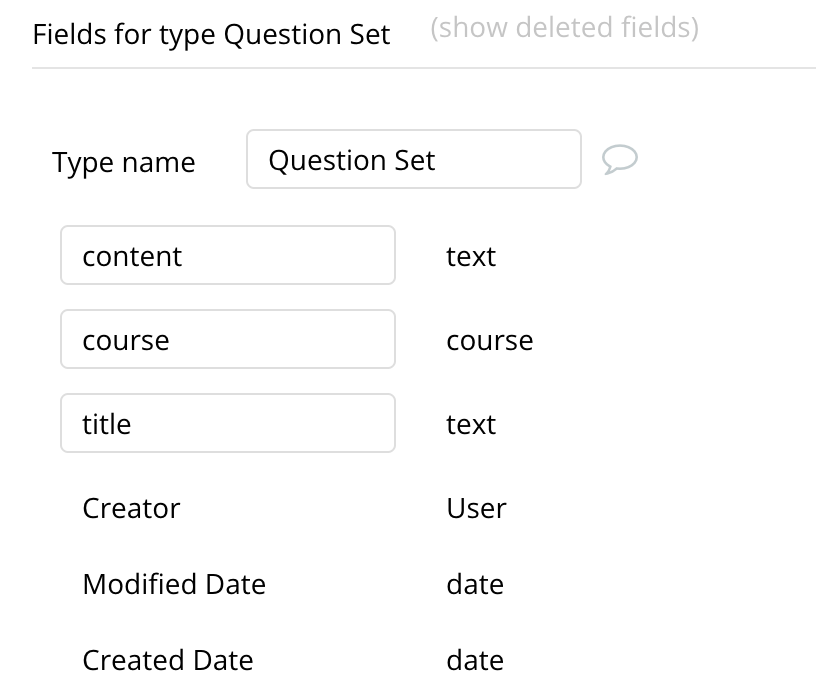 Fields for type Question Set (show deleted fields)
Type name Question Set
content text
course course
title text
Creator User
Modified Date date
Created Date date